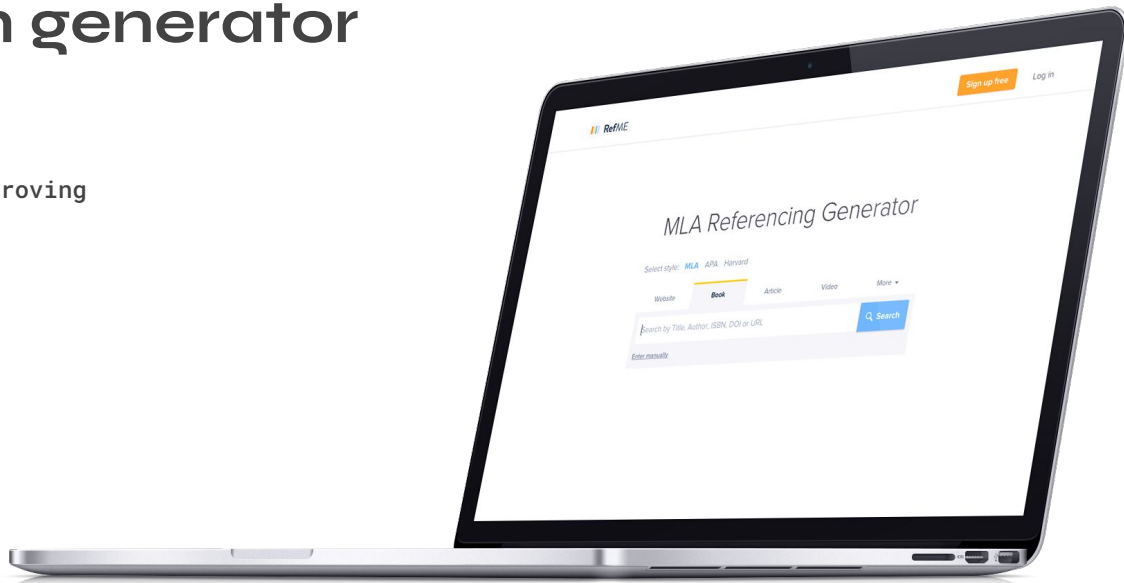 n generator
roving
Sign up free Log in
RefME
MLA Referencing Generator
Select style: MLA APA Harvard
Website Book Article Video More
Search by Title, Author, ISBN, DOI or URL
Search
Enter manually